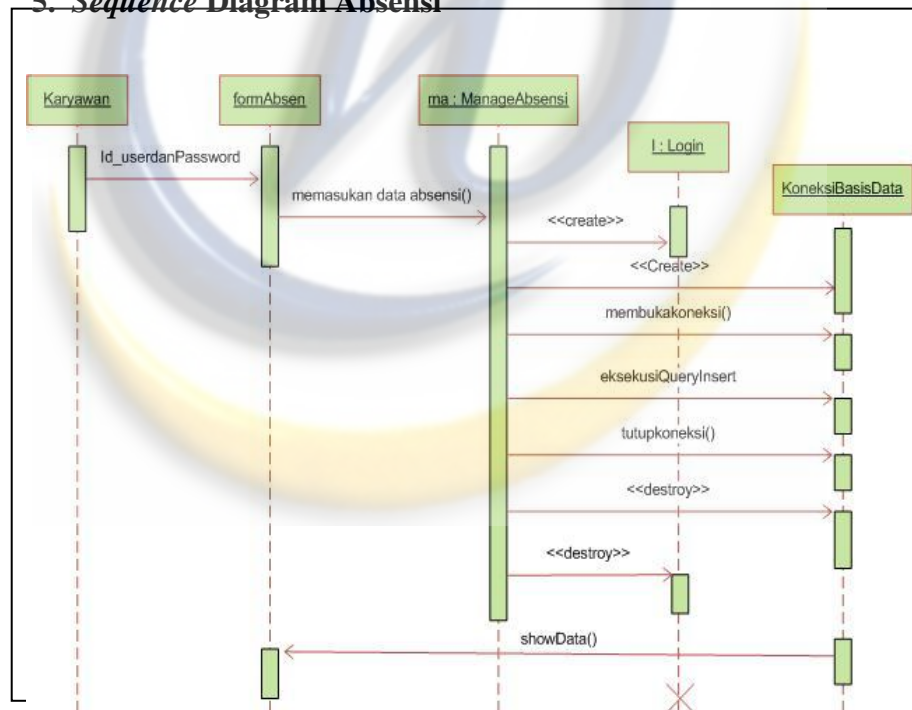 5. Sequence Diagram Absensi
Karyawan
formAbsen
ma : ManageAbsensi
l : Login
KoneksiBasisData
Id_userdanPassword
memasukan data absensi()
<<create>>
<<Create>>
membukakoneksi()
eksekusiQueryInsert
tutupkoneksi()
<<destroy>>
<<destroy>>
showData()